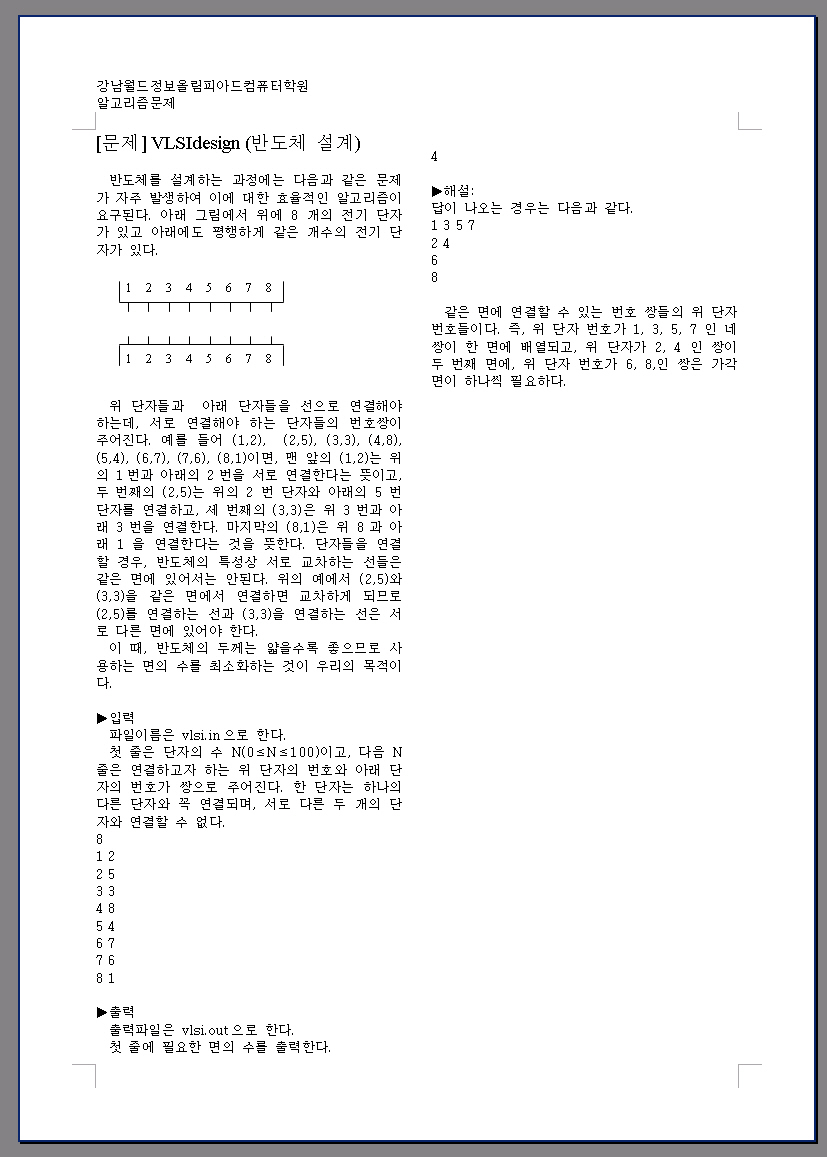 강남월드정보올림피아드컴퓨터학원
알고리즘문제
[문제] VLSIdesign (반도체 설계)
반도체를 설계하는 과정에는 다음과 같은 문제
가 자주 발생하여 이에 대한 효율적인 알고리즘이
요구된다. 아래 그림에서 위에 8 개의 전기 단자
가 있고 아래에도 평행하게 같은 개수의 전기 단
자가 있다.
1 2 3 4 5 6 7 8
1 2 3 4 5 6 7 8
위 단자들과 아래 단자들을 선으로 연결해야
하는데, 서로 연결해야 하는 단자들의 번호쌍이
주어진다. 예를 들어 (1,2), (2,5), (3,3), (4,8),
(5,4), (6,7), (7,6), (8,1)이면, 맨 앞의 (1,2)는 위
의 1번과 아래의 2번을 서로 연결한다는 뜻이고,
두 번째의 (2,5)는 위의 2 번 단자와 아래의 5 번
단자를 연결하고, 세 번째의 (3,3)은 위 3번과 아
래 3번을 연결한다. 마지막의 (8,1)은 위 8과 아
래 1 을 연결한다는 것을 뜻한다. 단자들을 연결
할 경우, 반도체의 특성상 서로 교차하는 선들은
같은 면에 있어서는 안된다. 위의 예에서 (2,5)와
(3,3)을 같은 면에서 연결하면 교차하게 되므로
(2,5)를 연결하는 선과 (3,3)을 연결하는 선은 서
로 다른 면에 있어야 한다.
이 때, 반도체의 두께는 얇을수록 좋으므로 사
용하는 면의 수를 최소화하는 것이 우리의 목적이
다.
▶입력
파일이름은 vlsi.in으로 한다.
첫 줄은 단자의 수 N(0≤N≤100)이고, 다음 N
줄은 연결하고자 하는 위 단자의 번호와 아래 단
자의 번호가 쌍으로 주어진다. 한 단자는 하나의
다른 단자와 꼭 연결되며, 서로 다른 두 개의 단
자와 연결할 수 없다.
8
1 2
2 5
3 3
4 8
5 4
6 7
7 6
8 1
▶출력
출력파일은 vlsi.out으로 한다.
첫 줄에 필요한 면의 수를 출력한다.
4
▶해설:
답이 나오는 경우는 다음과 같다.
1 3 5 7
2 4
6
8
같은 면에 연결할 수 있는 번호 쌍들의 위 단자
번호들이다. 즉, 위 단자 번호가 1, 3, 5, 7 인 네
쌍이 한 면에 배열되고, 위 단자가 2, 4 인 쌍이
두 번째 면에, 위 단자 번호가 6, 8,인 쌍은 가각
면이 하나씩 필요하다.